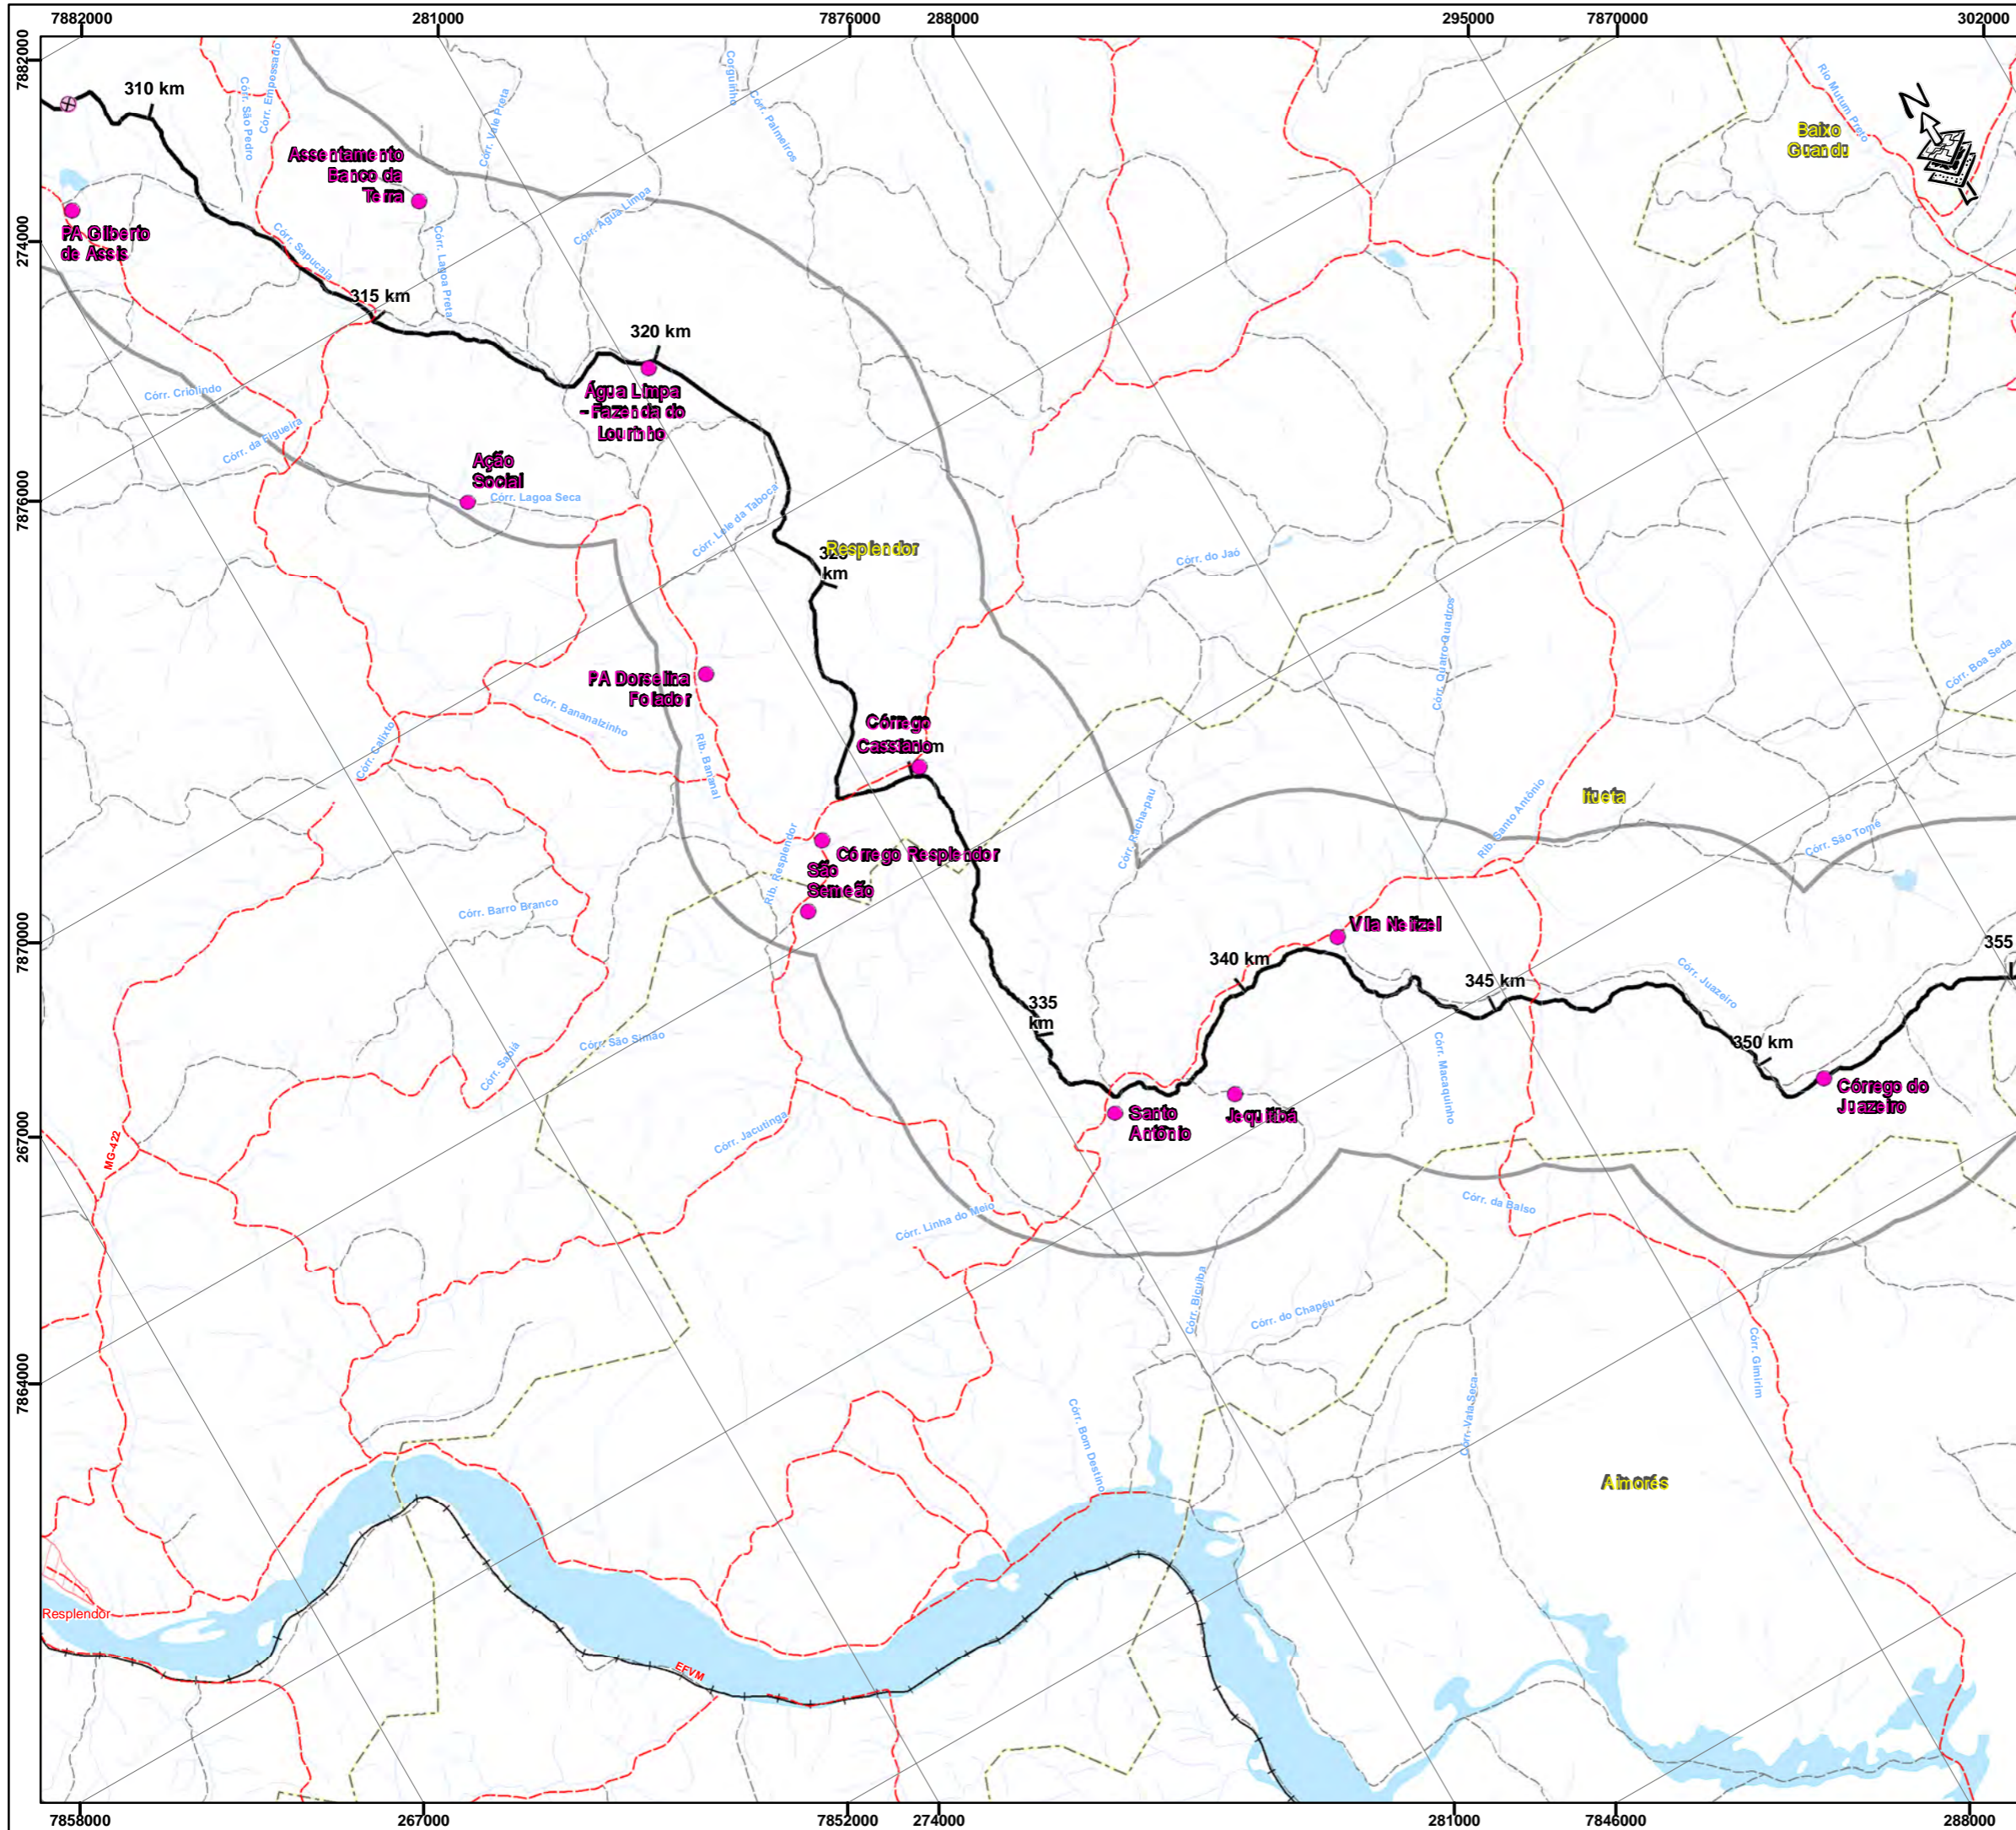 7882000
281000
7876000
288000
295000
7870000
302000
7882000
274000
7876000
7870000
267000
7864000
7858000
267000
7852000
274000
281000
7846000
288000
310 km
315 km
320 km
km
335
km
340 km
345 km
350 km
355
N
PA Gilberto
de Assis
Assentamento
Banco da
Terra
Água Limpa
- Fazenda do
Lourinho
Ação
Social
PA Dorselina
Folador
Córrego
Cassiano
Córrego Resplendor
São
Semeão
Vila Neitzel
Santo
Antônio
Jequitibá
Córrego do
Juazeiro
Baixo
Guandu
Resplendor
Itueta
Aimorés
Córr. São Pedro
Córr. Empossado
Córr. Sapucaia
Córr. Lagoa Preta
Córr. Vale Preta
Córr. Água Limpa
Corguinho
Córr. Palmeiros
Rio Mutum Preto
Córr. Criolindo
Córr. da Figueira
Córr. Lagoa Seca
Córr. Lele da Taboca
Córr. do Jaó
Córr. Quatro Quadros
Córr. Boa Seda
Córr. Bananalzinho
Córr. Calixto
Rib. Bananal
Rib. Resplendor
Córr. Racha-pau
Rib. Santo Antônio
Córr. São Tomé
Córr. Barro Branco
Córr. São Simão
Córr. Sabiá
Córr. Jacutinga
Córr. Juazeiro
Córr. Macaquinho
Córr. Linha do Meio
Córr. da Balso
Córr. Bicuíba
Córr. do Chapéu
Córr. Gimirim
Córr. Vala Seca
Córr. Bom Destino
MG-422
Resplendor
EFVM